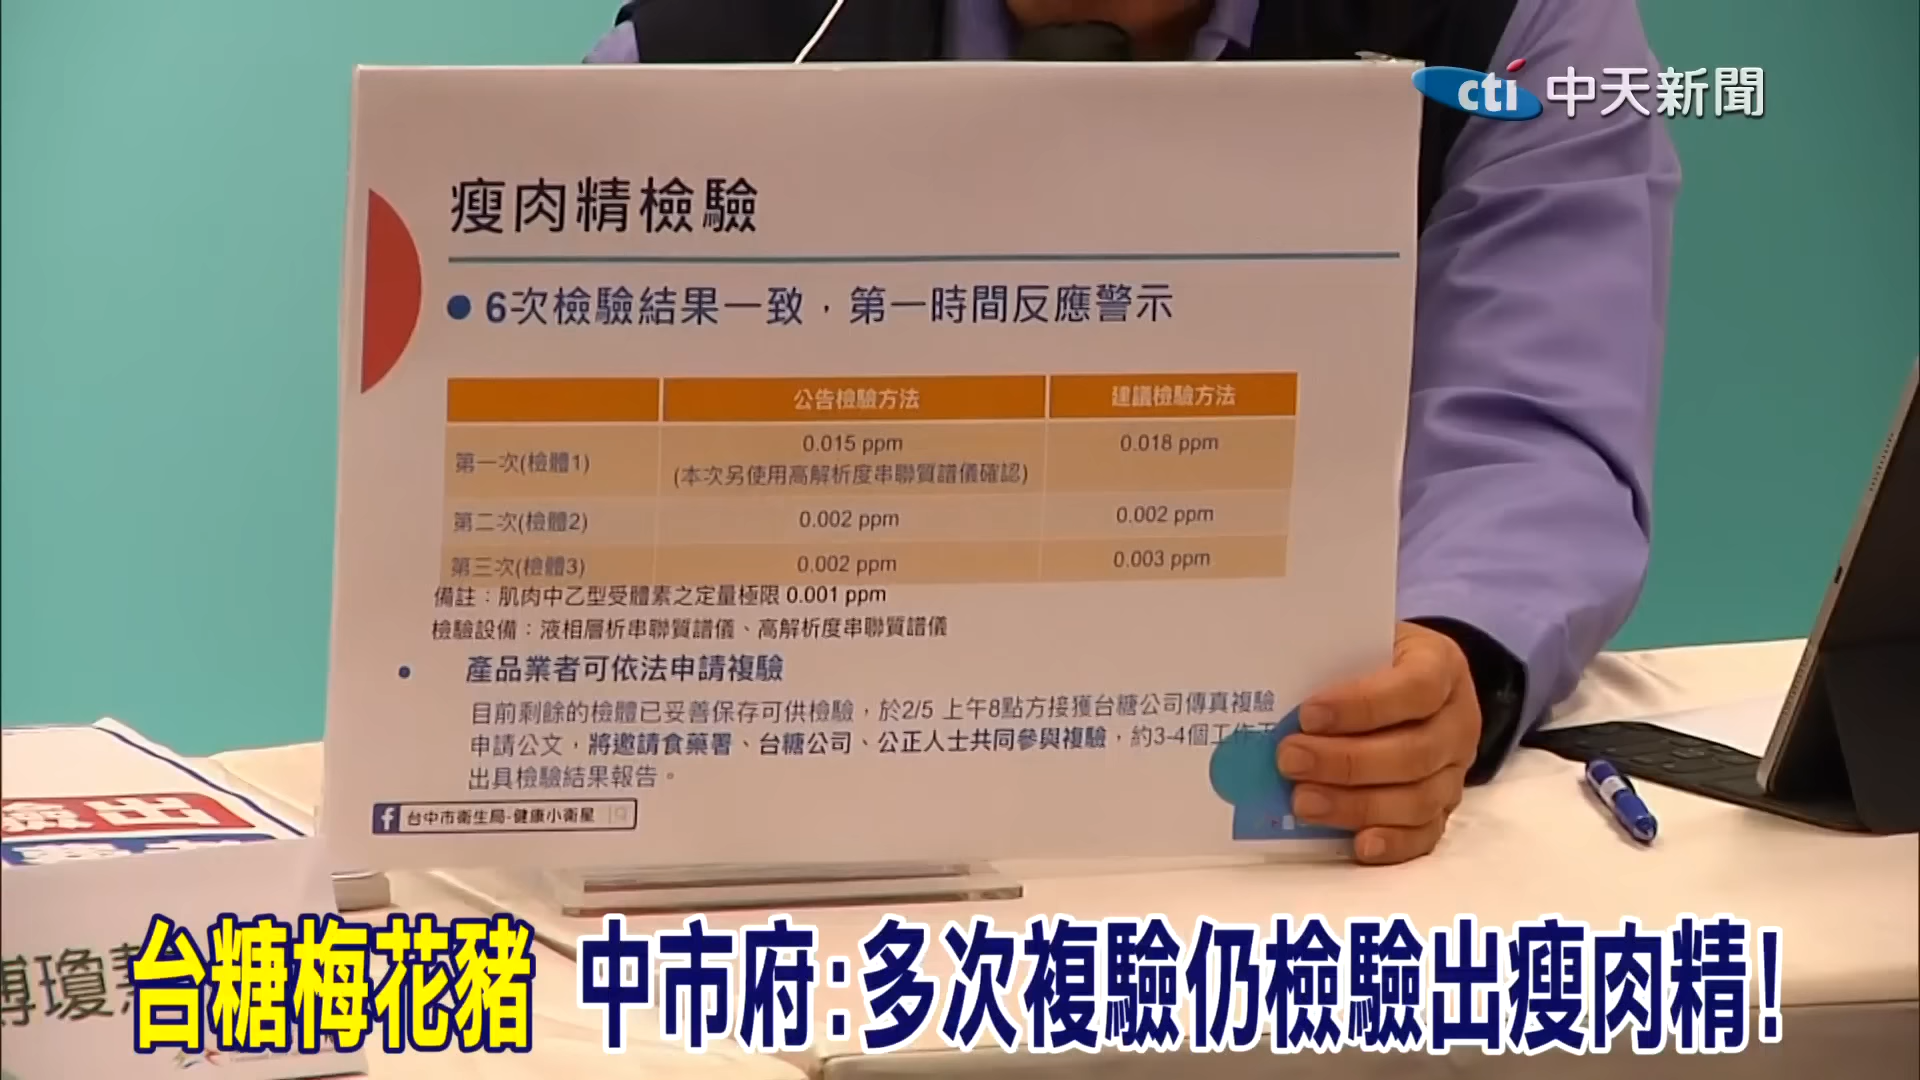 cti 中天新聞
瘦肉精檢驗
6次檢驗結果一致，第一時間反應警示
公告檢驗方法 建議檢驗方法
第一次(檢體1) 0.015 ppm 0.018 ppm
(本次另使用高解析度串聯質譜儀確認)
第二次(檢體2) 0.002 ppm 0.002 ppm
第三次(檢體3) 0.002 ppm 0.003 ppm
備註：肌肉中乙型受體素之定量極限 0.001 ppm
檢驗設備：液相層析串聯質譜儀、高解析度串聯質譜儀
產品業者可依法申請複驗
目前剩餘的檢體已妥善保存可供檢驗，於2/5 上午8點方接獲台糖公司傳真複驗
申請公文，將邀請食藥署、台糖公司、公正人士共同參與複驗，約3-4個工作
出具檢驗結果報告。
f 台中市衛生局-健康小衛星
檢出
瓊
台糖梅花豬 中市府:多次複驗仍檢驗出瘦肉精!